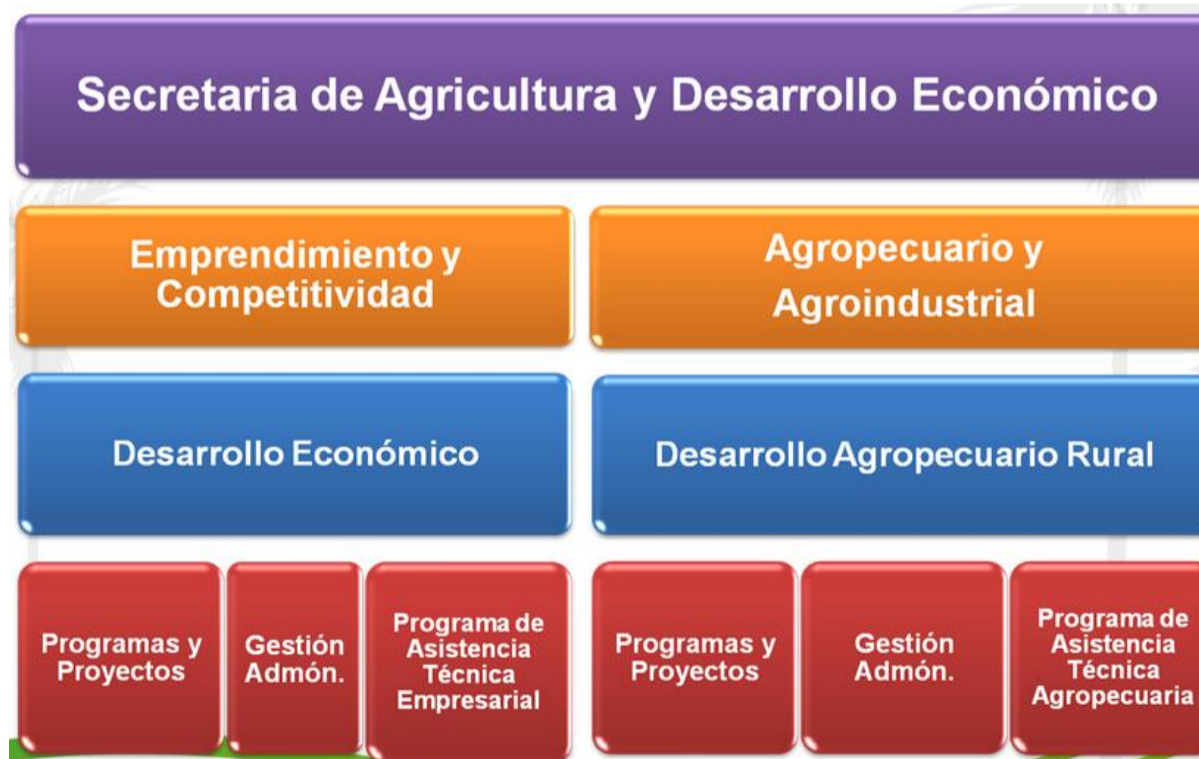 Secretaria de Agricultura y Desarrollo Económico
Emprendimiento y
Competitividad
Agropecuario y
Agroindustrial
Desarrollo Económico
Desarrollo Agropecuario Rural
Programas y
Proyectos
Gestión
Admón.
Programa de
Asistencia
Técnica
Empresarial
Programas y
Proyectos
Gestión
Admón.
Programa de
Asistencia
Técnica
Agropecuaria